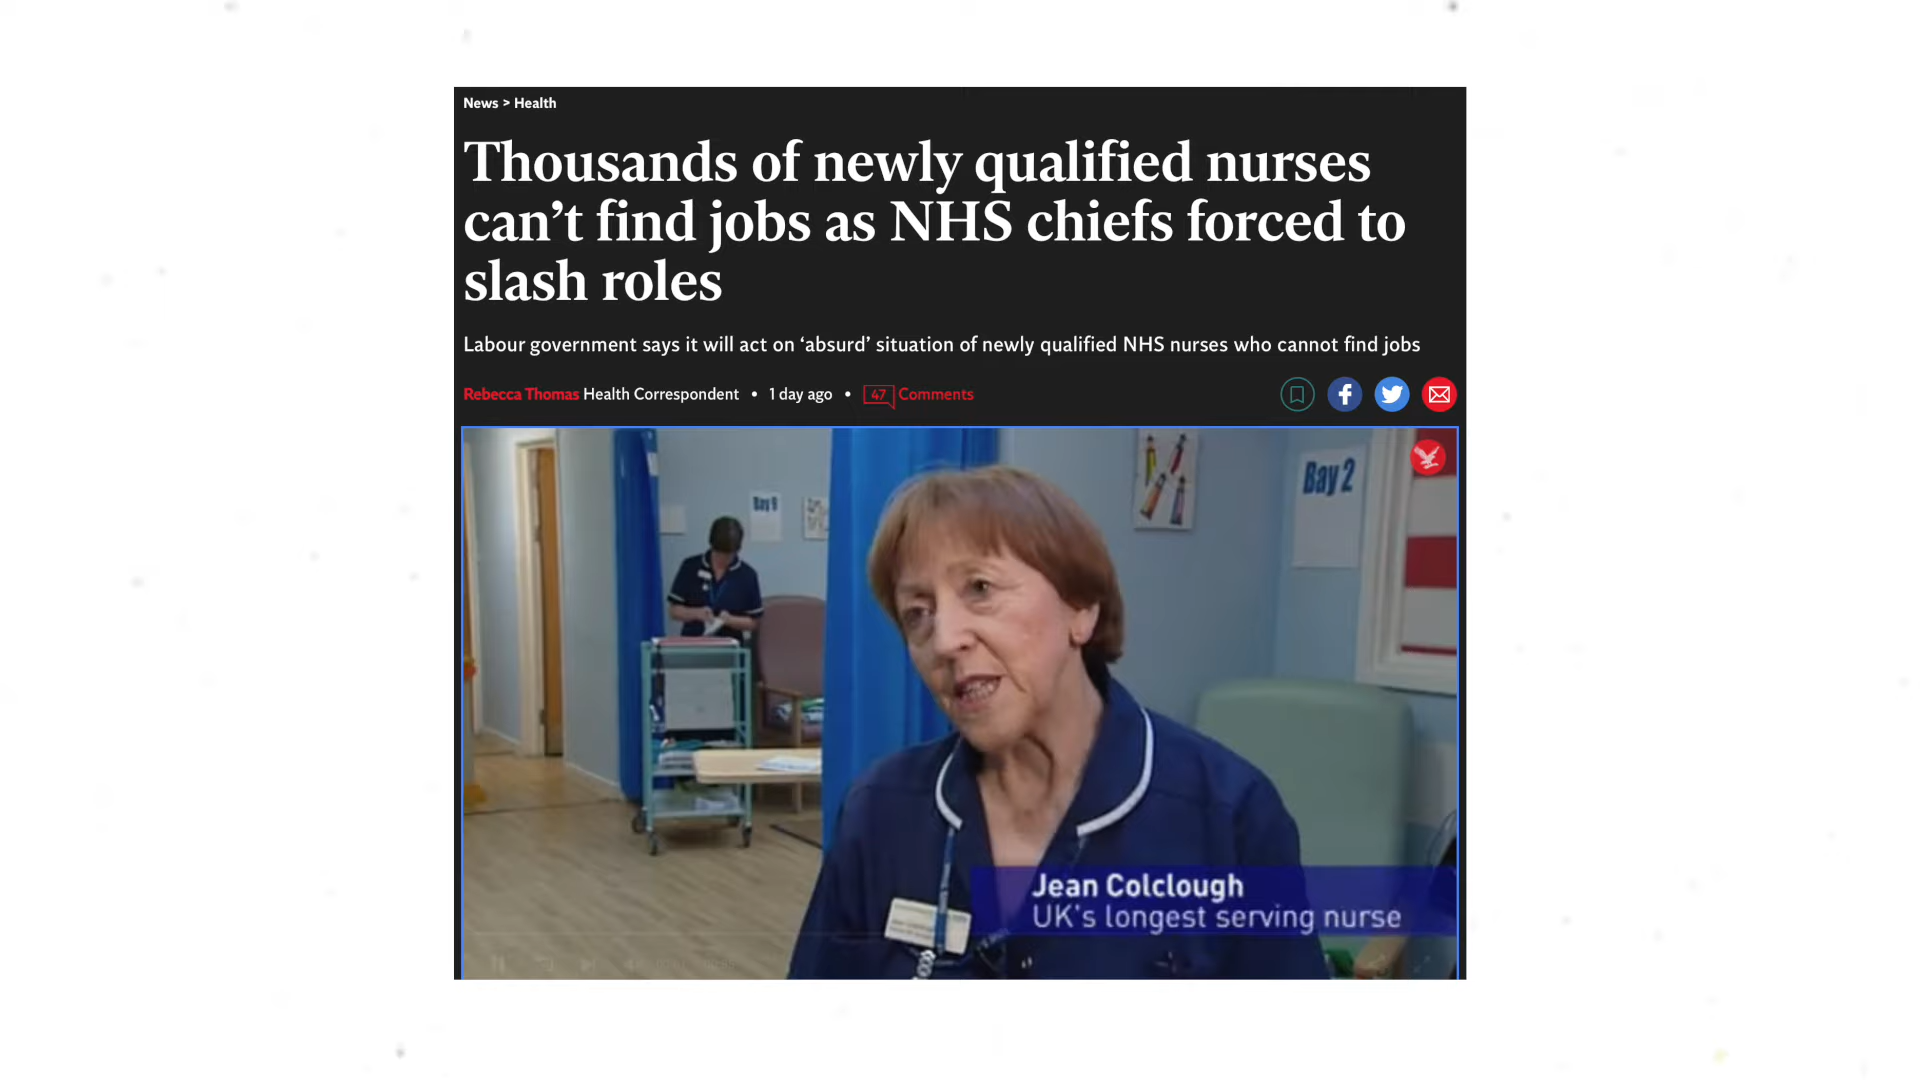 News > Health
Thousands of newly qualified nurses
can’t find jobs as NHS chiefs forced to
slash roles
Labour government says it will act on ‘absurd’ situation of newly qualified NHS nurses who cannot find jobs
Rebecca Thomas Health Correspondent • 1 day ago • 47 Comments
Bay 2
Bay 6
Jean Colclough
UK's longest serving nurse